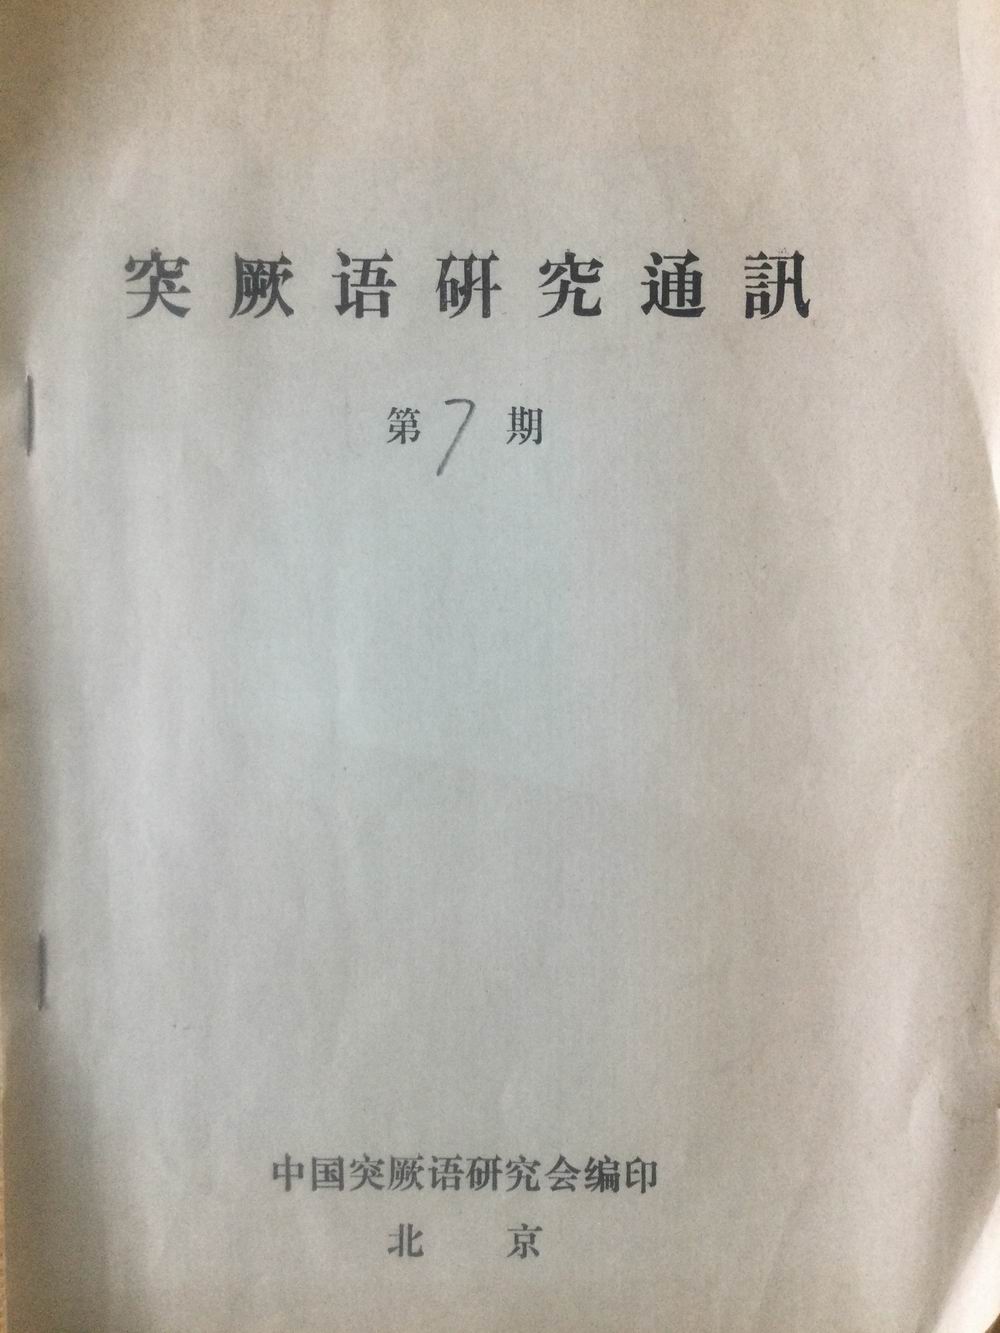 突厥语研究通訊
第7期
中国突厥语研究会编印
北京